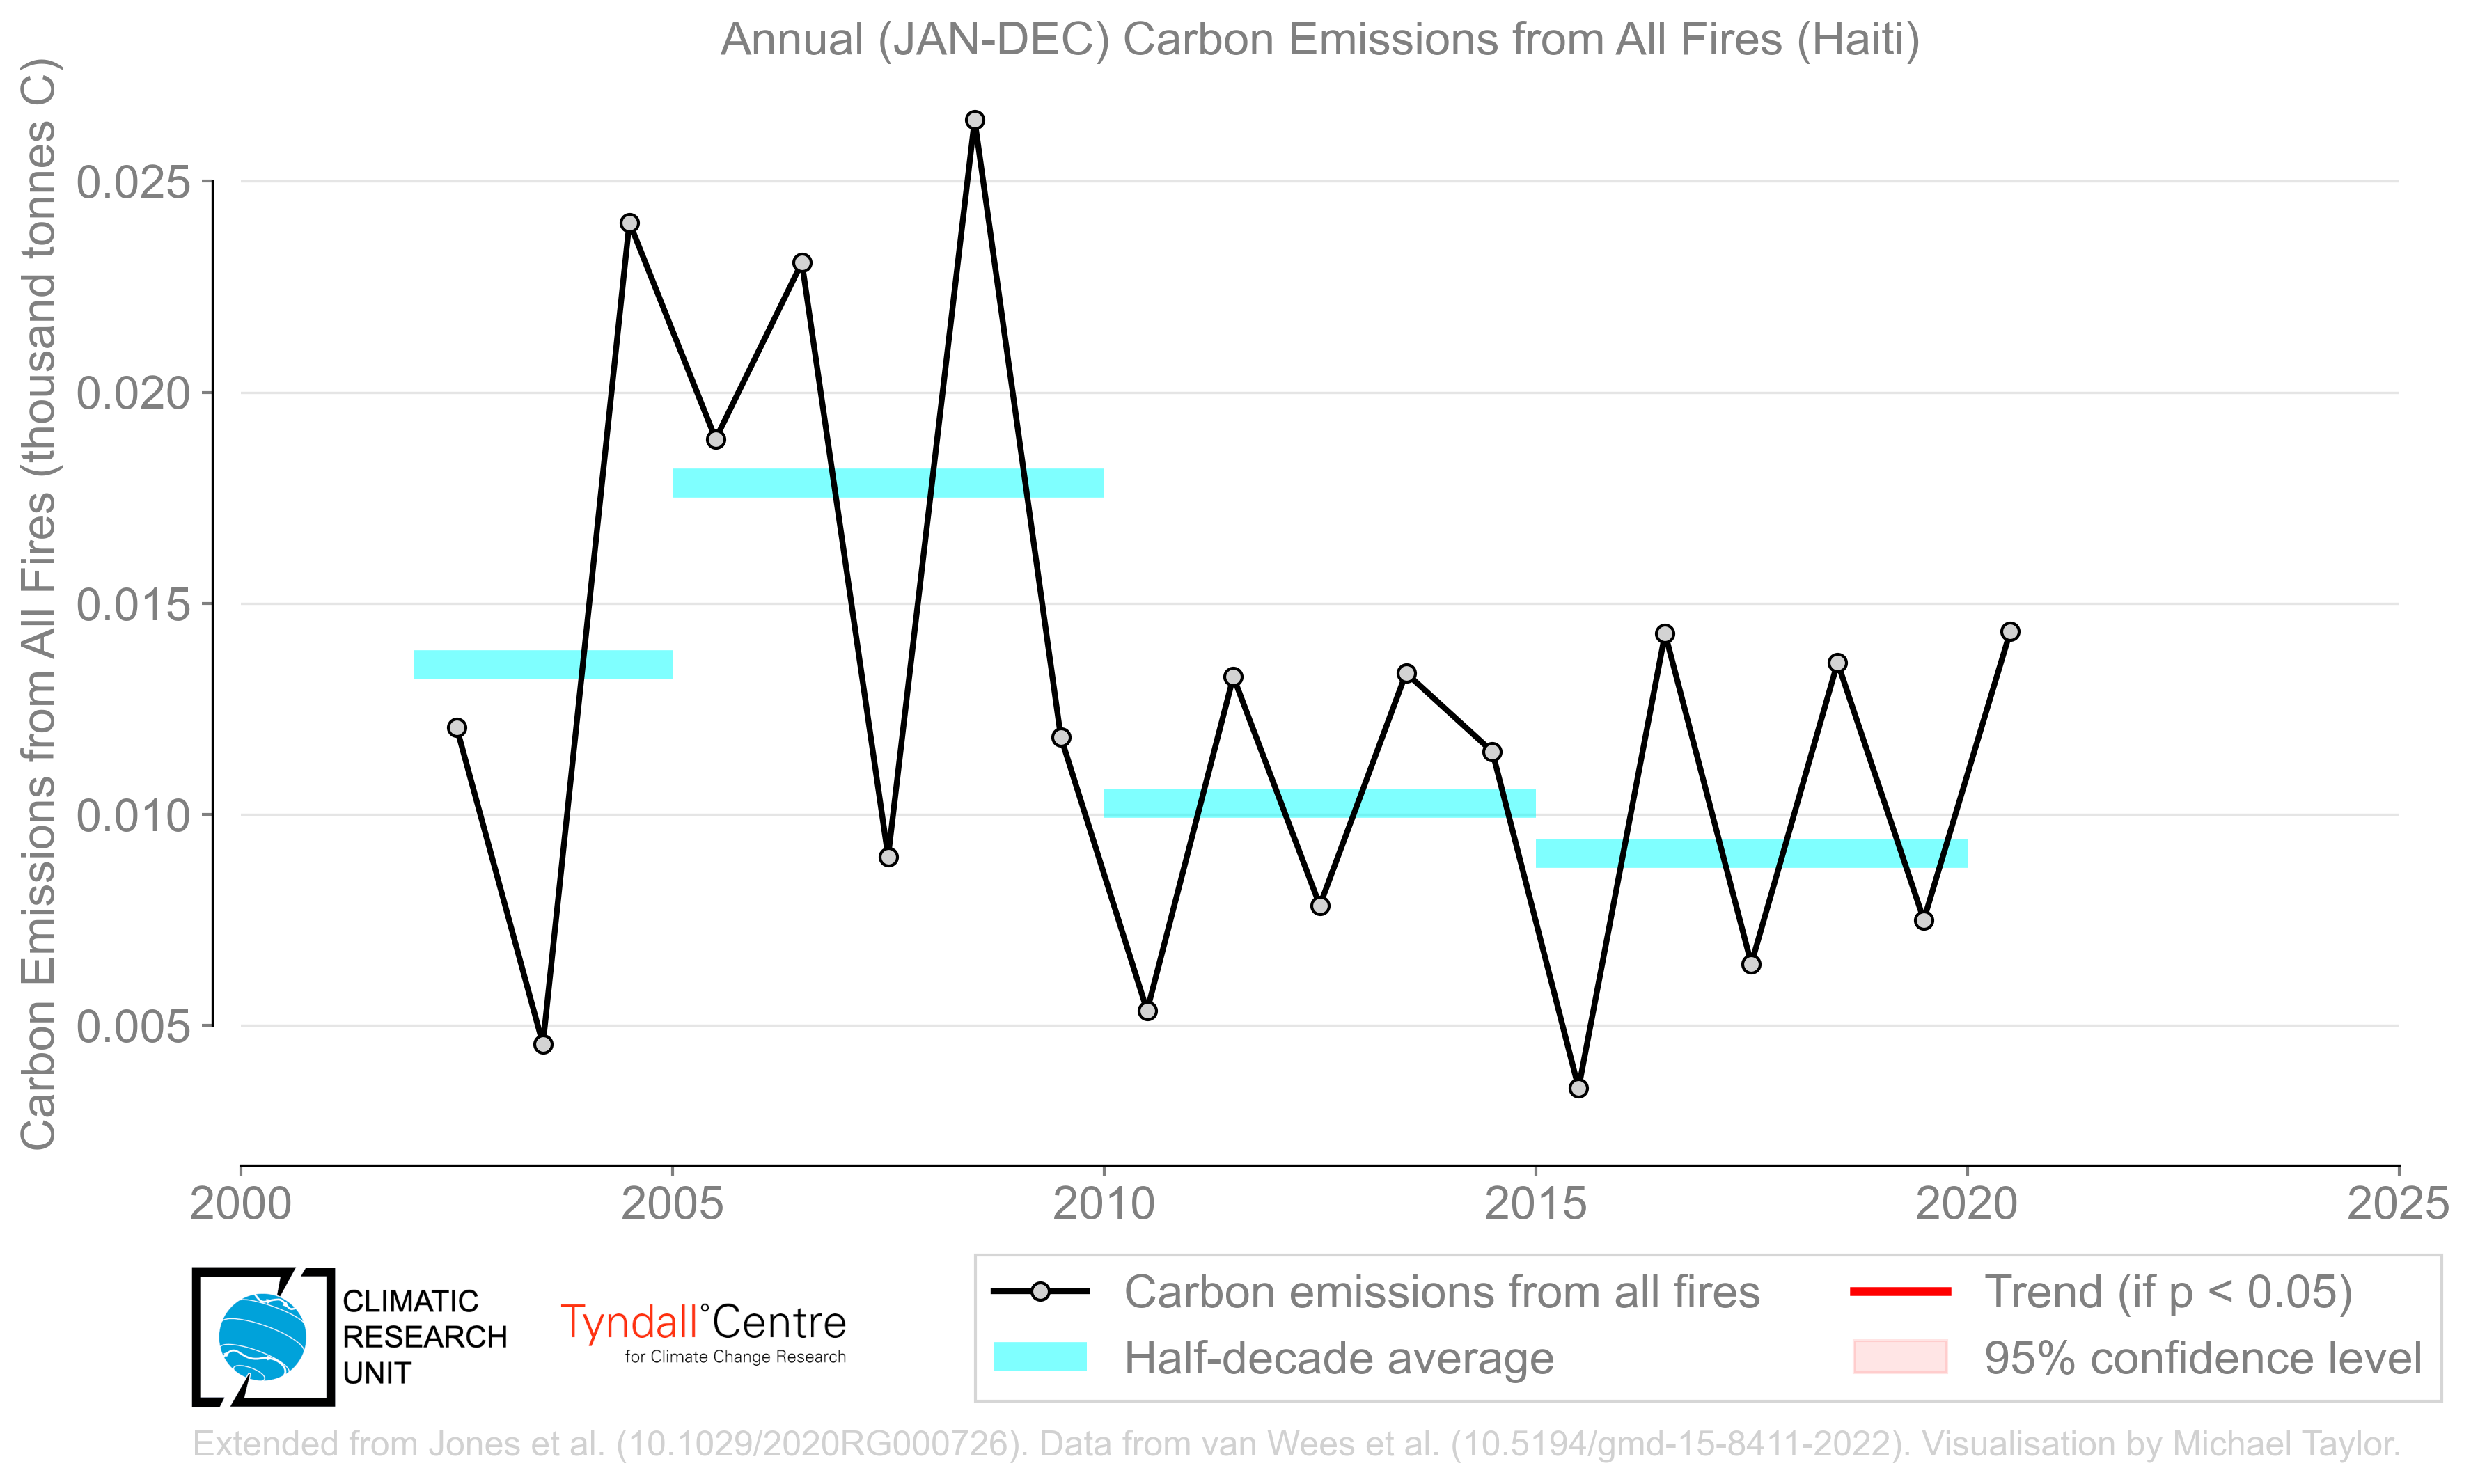 Annual (JAN-DEC) Carbon Emissions from All Fires (Haiti)
Carbon Emissions from All Fires (thousand tonnes C)
0.025
0.020
0.015
0.010
0.005
2000 2005 2010 2015 2020 2025
CLIMATIC
RESEARCH
UNIT
Tyndall°Centre
for Climate Change Research
Carbon emissions from all fires
Half-decade average
Trend (if p < 0.05)
95% confidence level
Extended from Jones et al. (10.1029/2020RG000726). Data from van Wees et al. (10.5194/gmd-15-8411-2022). Visualisation by Michael Taylor.